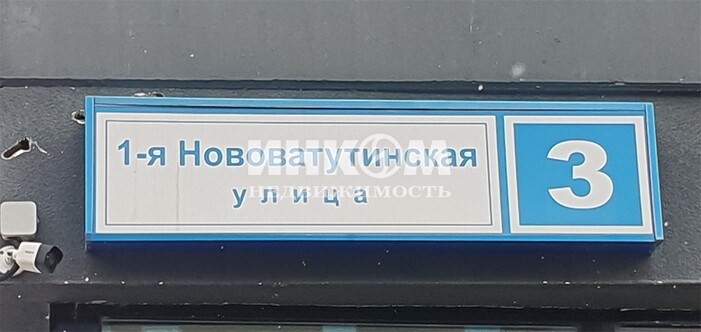 1-я Нововатутинская
улица
3
ИНКОМ
недвижимость